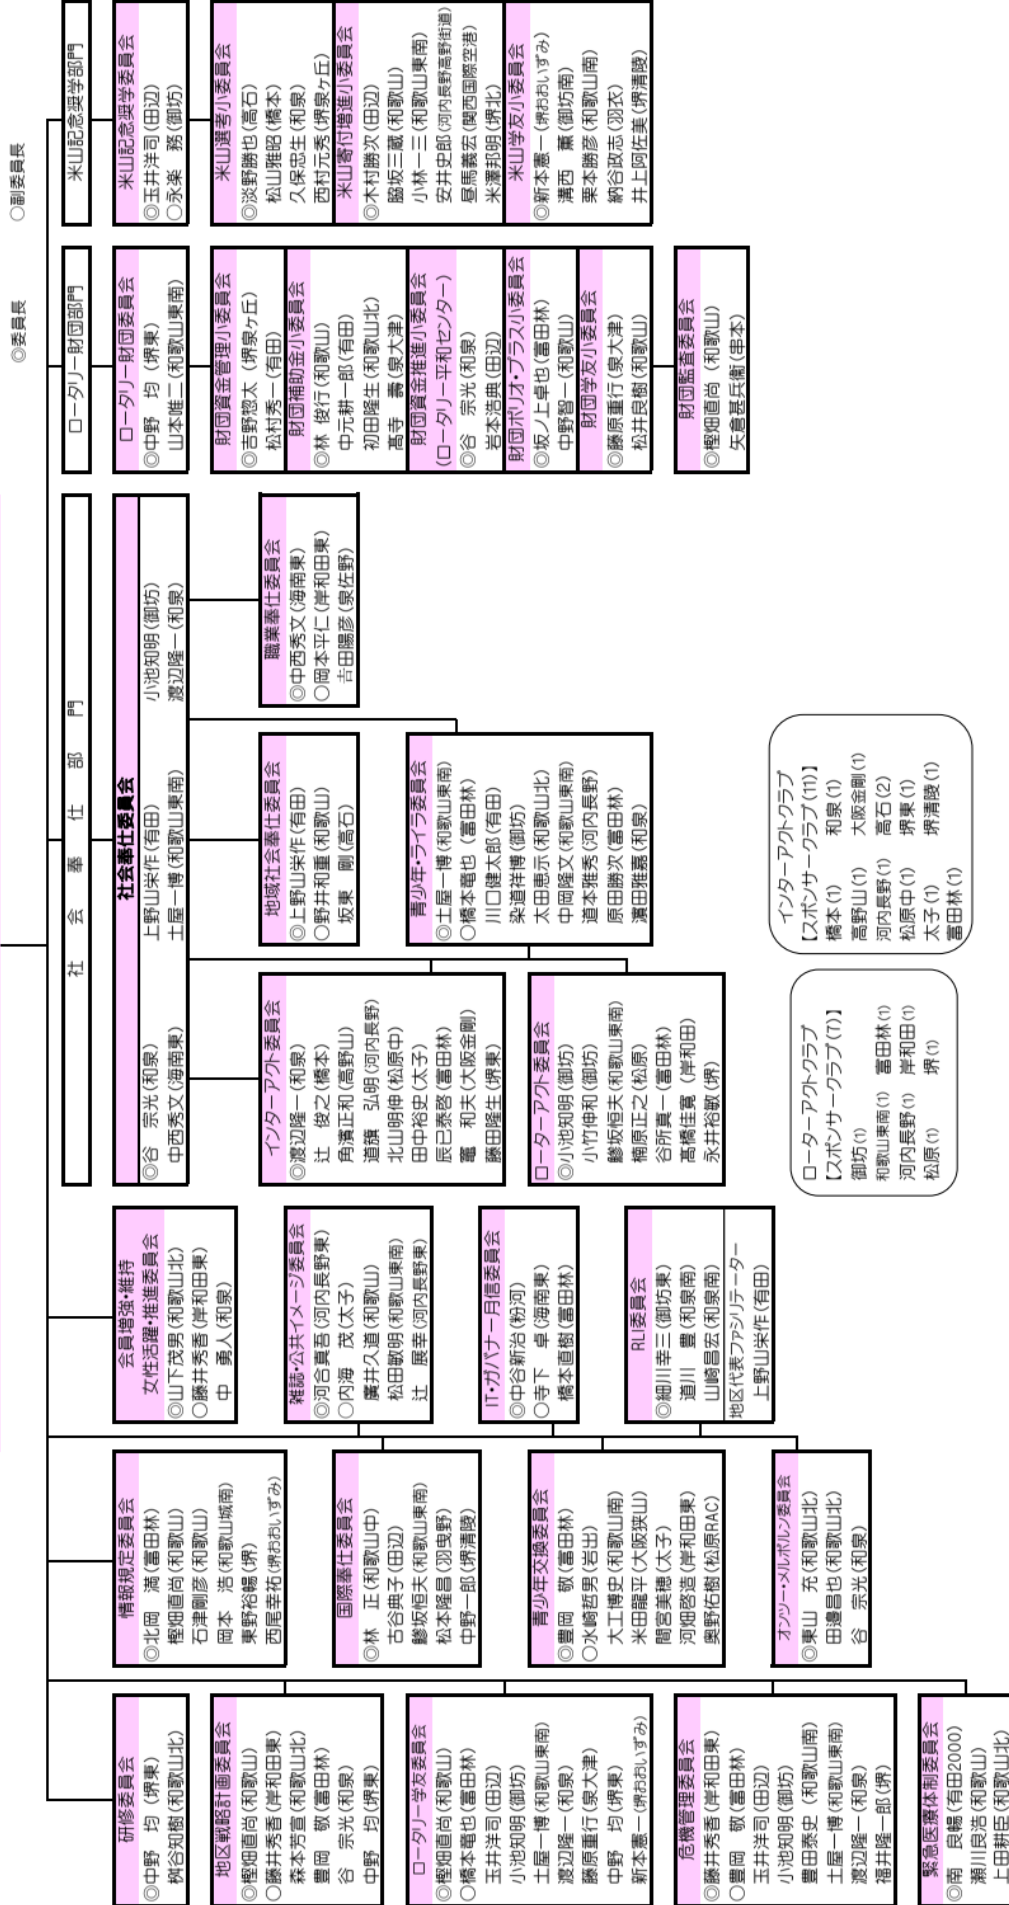 ◎委員長　○副委員長
研修委員会
◎中野　均（堺東）
桝谷知樹（和歌山北）
地区戦略計画委員会
◎樫畑直尚（和歌山）
○藤井秀香（岸和田東）
森本芳宣（和歌山北）
豊岡　敬（富田林）
谷　宗光（和泉）
中野　均（堺東）
ロータリー学友委員会
◎樫畑直尚（和歌山）
○橋本竜也（富田林）
玉井洋司（田辺）
小池知明（御坊）
土屋一博（和歌山東南）
渡辺隆一（和泉）
藤原重行（泉大津）
中野　均（堺東）
新本憲一（堺おおいずみ）
危機管理委員会
◎藤井秀香（岸和田東）
○豊岡　敬（富田林）
玉井洋司（田辺）
小池知明（御坊）
豊田泰史（和歌山南）
土屋一博（和歌山東南）
渡辺隆一（和泉）
福井隆一郎（堺）
緊急医療体制委員会
◎南　良暢（有田2000）
瀬川良浩（和歌山）
上田耕臣（和歌山北）
情報規定委員会
◎北岡　満（富田林）
樫畑直尚（和歌山）
石津剛彦（和歌山）
岡本　浩（和歌山城南）
東野裕暢（堺）
西尾幸祐（堺おおいずみ）
国際奉仕委員会
◎林　正（和歌山中）
古谷典子（田辺）
鰺坂恒夫（和歌山東南）
松本隆昌（羽曳野）
中野一郎（堺清陵）
青少年交換委員会
◎豊岡　敬（富田林）
○水崎哲男（岩出）
大工博史（和歌山南）
米田龍平（大阪狭山）
間宮美穂（太子）
河畑啓造（岸和田東）
奥野佑樹（松原RAC）
オンツー・メルボルン委員会
◎東山　充（和歌山北）
田邉昌也（和歌山北）
谷　宗光（和泉）
会員増強・維持
女性活躍・推進委員会
◎山下茂男（和歌山北）
○藤井秀香（岸和田東）
中　勇人（和泉）
雑誌・公共イメージ委員会
◎河合真吾（河内長野東）
○内海　茂（太子）
廣井久道（和歌山）
松田敏明（和歌山東南）
辻　展幸（河内長野東）
IT・ガバナー月信委員会
◎中谷新治（粉河）
○寺下　卓（海南東）
橋本直樹（富田林）
RLI委員会
◎細川幸三（御坊東）
道川　豊（和泉南）
山崎昌宏（和泉南）
地区代表ファシリテーター
上野山栄作（有田）
社会奉仕部門
社会奉仕委員会
◎谷　宗光（和泉）　上野山栄作（有田）　小池知明（御坊）
中西秀文（海南東）　土屋一博（和歌山東南）　渡辺隆一（和泉）
インターアクト委員会
◎渡辺隆一（和泉）
辻　俊之（橋本）
角濱正和（高野山）
道籏　弘明（河内長野）
北山明伸（松原中）
田中裕史（太子）
辰巳泰啓（富田林）
竈　和夫（大阪金剛）
藤田隆生（堺東）
ローターアクト委員会
◎小池知明（御坊）
小竹伸和（御坊）
鰺坂恒夫（和歌山東南）
楠原正之（松原）
谷所真一（富田林）
髙橋佳寛（岸和田）
永井裕敏（堺）
地域社会奉仕委員会
◎上野山栄作（有田）
○野井和重（和歌山）
坂東　剛（高石）
青少年・ライラ委員会
◎土屋一博（和歌山東南）
○橋本竜也（富田林）
川口健太郎（有田）
染道祥博（御坊）
太田恵示（和歌山北）
中岡隆文（和歌山東南）
道本雅秀（河内長野）
原田勝次（富田林）
濵田雅嘉（和泉）
職業奉仕委員会
◎中西秀文（海南東）
○岡本平仁（岸和田東）
吉田陽彦（泉佐野）
ローターアクトクラブ
【スポンサークラブ（7）】
御坊（1）
和歌山東南（1）　富田林（1）
河内長野（1）　岸和田（1）
松原（1）　堺（1）
インターアクトクラブ
【スポンサークラブ（11）】
橋本（1）　和泉（1）
高野山（1）　大阪金剛（1）
河内長野（1）　高石（2）
松原中（1）　堺東（1）
太子（1）　堺清陵（1）
富田林（1）
ロータリー財団部門
ロータリー財団委員会
◎中野　均（堺東）
山本唯二（和歌山東南）
財団資金管理小委員会
◎吉野惣太（堺泉ヶ丘）
松村秀一（有田）
財団補助金小委員会
◎林　俊行（和歌山）
中元耕一郎（有田）
初田隆生（和歌山北）
髙寺　壽（泉大津）
財団資金推進小委員会
（ロータリー平和センター）
◎谷　宗光（和泉）
岩本浩典（田辺）
財団ポリオ・プラス小委員会
◎坂ノ上卓也（富田林）
中野智一（和歌山）
財団学友小委員会
◎藤原重行（泉大津）
松井良樹（和歌山）
財団監査委員会
◎樫畑直尚（和歌山）
矢倉甚兵衞（串本）
米山記念奨学部門
米山記念奨学委員会
◎玉井洋司（田辺）
○永楽　務（御坊）
米山選考小委員会
◎淡野勝也（高石）
松山雅昭（橋本）
久保忠生（和泉）
西村元秀（堺泉ヶ丘）
米山寄付増進小委員会
◎木村勝次（田辺）
脇坂三蔵（和歌山）
小林一三（和歌山東南）
安井史郎（河内長野高野街道）
昼馬義宏（関西国際空港）
米澤邦明（堺北）
米山学友小委員会
◎新本憲一（堺おおいずみ）
溝西　薫（御坊南）
栗本勝彦（和歌山南）
納谷政志（羽衣）
井上阿佐美（堺清陵）